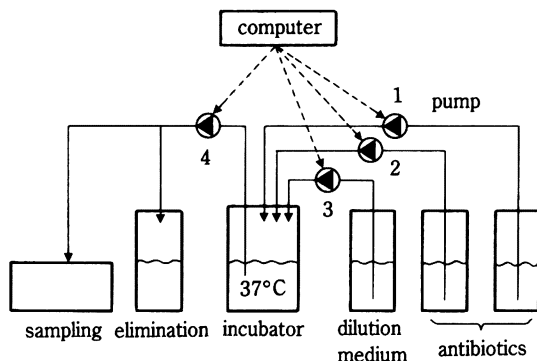 computer
1
pump
2
4
3
37°C
sampling
elimination
incubator
dilution
medium
antibiotics